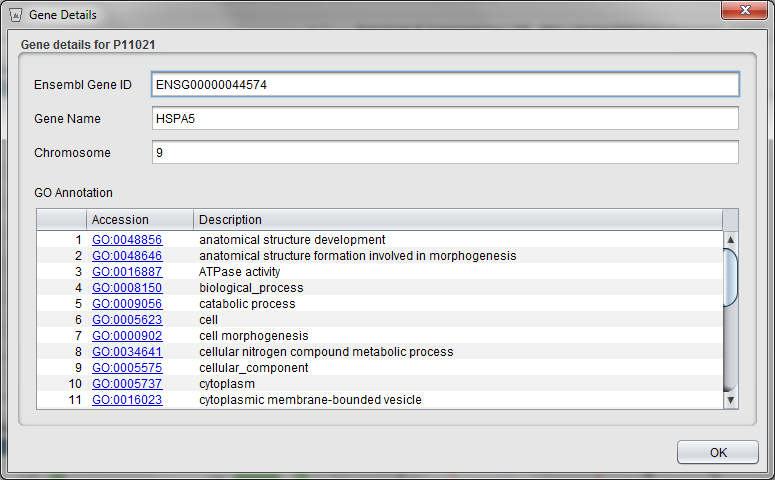 Gene Details
Gene details for P11021
Ensembl Gene ID ENSG00000044574
Gene Name HSPA5
Chromosome 9
GO Annotation
Accession Description
1 GO:0048856 anatomical structure development
2 GO:0048646 anatomical structure formation involved in morphogenesis
3 GO:0016887 ATPase activity
4 GO:0008150 biological_process
5 GO:0009056 catabolic process
6 GO:0005623 cell
7 GO:0000902 cell morphogenesis
8 GO:0034641 cellular nitrogen compound metabolic process
9 GO:0005575 cellular_component
10 GO:0005737 cytoplasm
11 GO:0016023 cytoplasmic membrane-bounded vesicle
OK